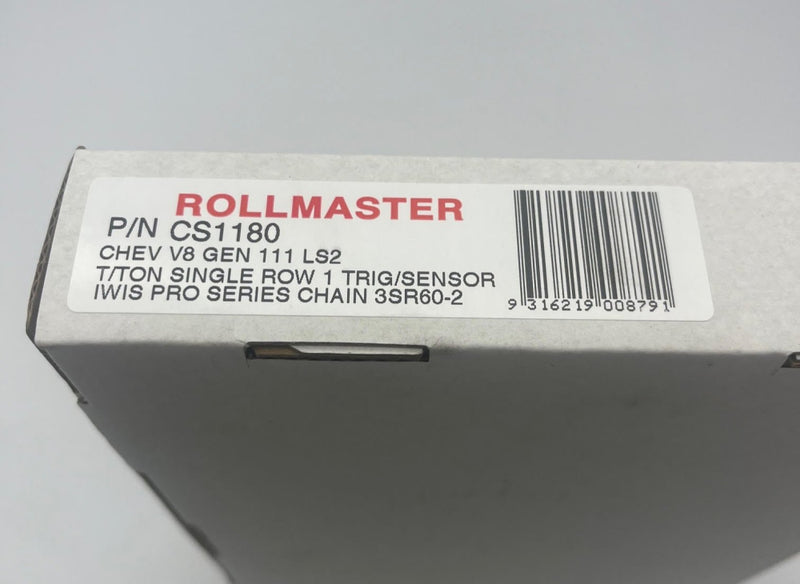 ROLLMASTER
P/N CS1180
CHEV V8 GEN 111 LS2
T/TON SINGLE ROW 1 TRIG/SENSOR
IWIS PRO SERIES CHAIN 3SR60-2
9 316219 008791